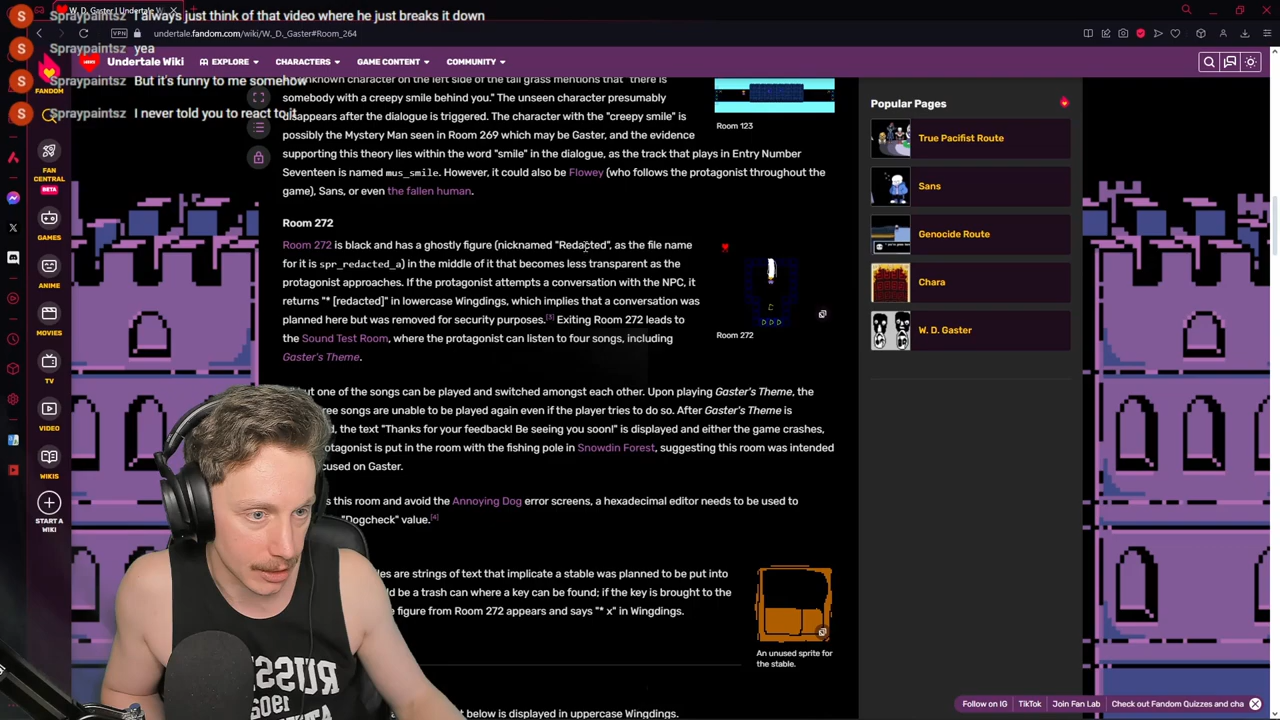 W. D. Gaster | Undertale W
Spraypaintsz I always just think of that video where he just breaks it down
Spraypaintsz yea
Spraypaintsz But it's funny to me somehow
Spraypaintsz I never told you to react to it
VPN
undertale.fandom.com/wiki/W._D._Gaster#Room_264
Undertale Wiki
EXPLORE
CHARACTERS
GAME CONTENT
COMMUNITY
FANDOM
FAN CENTRAL
BETA
GAMES
ANIME
MOVIES
TV
VIDEO
WIKIS
START A WIKI
unknown character on the left side of the tall grass mentions that "there is
somebody with a creepy smile behind you." The unseen character presumably
disappears after the dialogue is triggered. The character with the "creepy smile" is
possibly the Mystery Man seen in Room 269 which may be Gaster, and the evidence
supporting this theory lies within the word "smile" in the dialogue, as the track that plays in Entry Number
Seventeen is named mus_smile. However, it could also be Flowey (who follows the protagonist throughout the
game), Sans, or even the fallen human.
Room 123
Room 272
Room 272 is black and has a ghostly figure (nicknamed "Redacted", as the file name
for it is spr_redacted_a) in the middle of it that becomes less transparent as the
protagonist approaches. If the protagonist attempts a conversation with the NPC, it
returns "* [redacted]" in lowercase Wingdings, which implies that a conversation was
planned here but was removed for security purposes.[3] Exiting Room 272 leads to
the Sound Test Room, where the protagonist can listen to four songs, including
Gaster's Theme.
Room 272
but one of the songs can be played and switched amongst each other. Upon playing Gaster's Theme, the
ree songs are unable to be played again even if the player tries to do so. After Gaster's Theme is
d, the text "Thanks for your feedback! Be seeing you soon!" is displayed and either the game crashes,
otagonist is put in the room with the fishing pole in Snowdin Forest, suggesting this room was intended
cused on Gaster.
s this room and avoid the Annoying Dog error screens, a hexadecimal editor needs to be used to
"Dogcheck" value.[4]
les are strings of text that implicate a stable was planned to be put into
ld be a trash can where a key can be found; if the key is brought to the
figure from Room 272 appears and says "* x" in Wingdings.
An unused sprite for
the stable.
t below is displayed in uppercase Wingdings.
Popular Pages
True Pacifist Route
Sans
Genocide Route
Chara
W. D. Gaster
Follow on IG
TikTok
Join Fan Lab
Check out Fandom Quizzes and cha
RUSS
1902